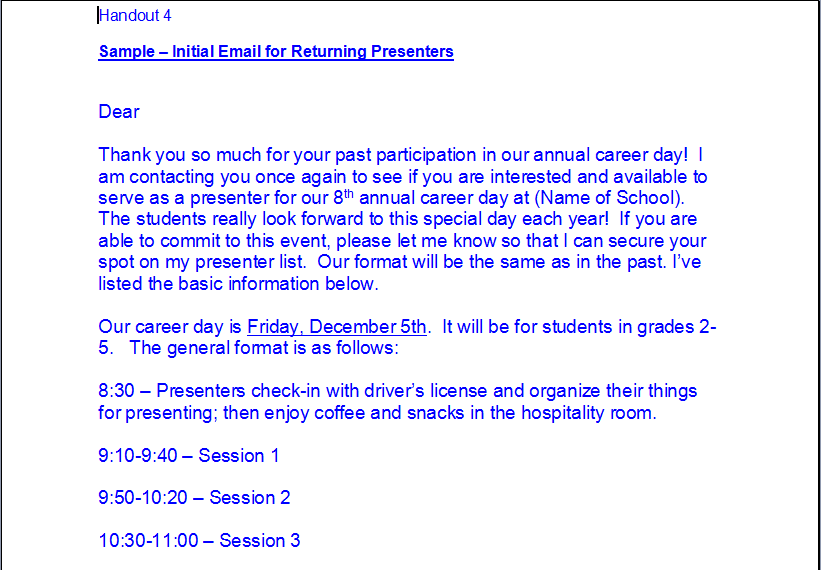 Handout 4
Sample – Initial Email for Returning Presenters
Dear
Thank you so much for your past participation in our annual career day!  I
am contacting you once again to see if you are interested and available to
serve as a presenter for our 8th annual career day at (Name of School).
The students really look forward to this special day each year!  If you are
able to commit to this event, please let me know so that I can secure your
spot on my presenter list.  Our format will be the same as in the past. I’ve
listed the basic information below.
Our career day is Friday, December 5th.  It will be for students in grades 2-
5.   The general format is as follows:
8:30 – Presenters check-in with driver’s license and organize their things
for presenting; then enjoy coffee and snacks in the hospitality room.
9:10-9:40 – Session 1
9:50-10:20 – Session 2
10:30-11:00 – Session 3